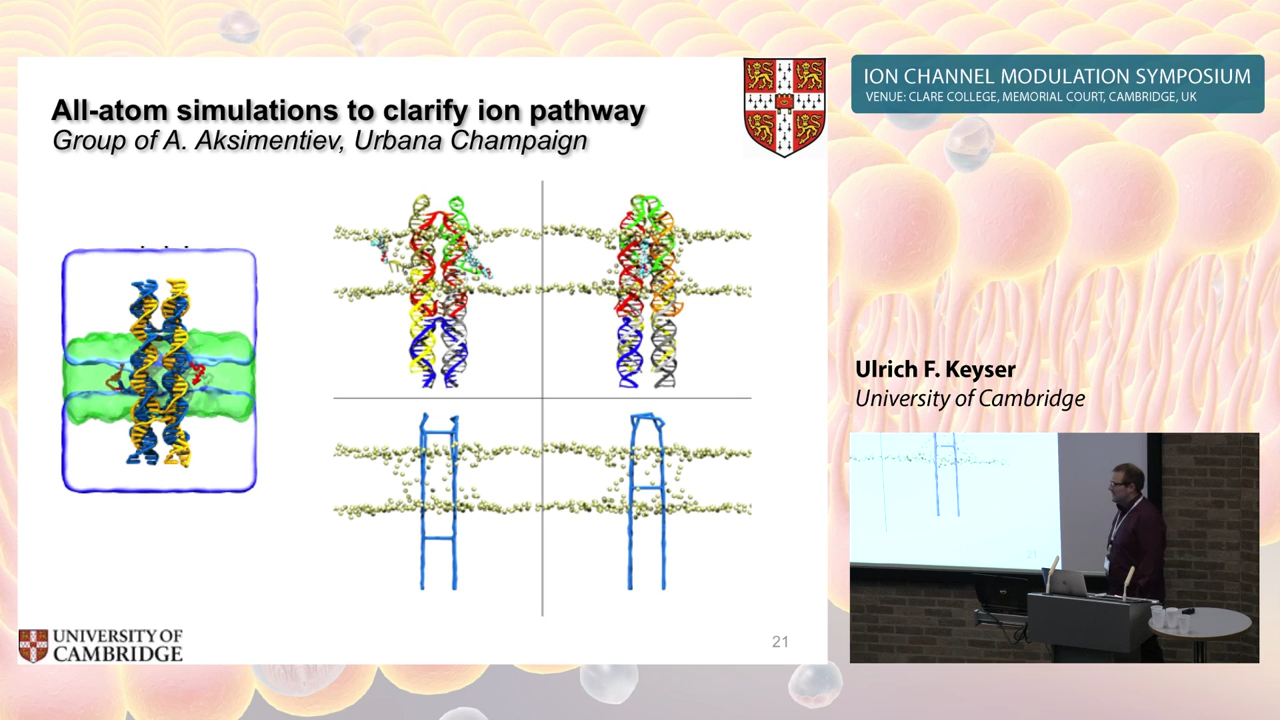 All-atom simulations to clarify ion pathway
Group of A. Aksimentiev, Urbana Champaign
UNIVERSITY OF
CAMBRIDGE
21
ION CHANNEL MODULATION SYMPOSIUM
VENUE: CLARE COLLEGE, MEMORIAL COURT, CAMBRIDGE, UK
Ulrich F. Keyser
University of Cambridge
21